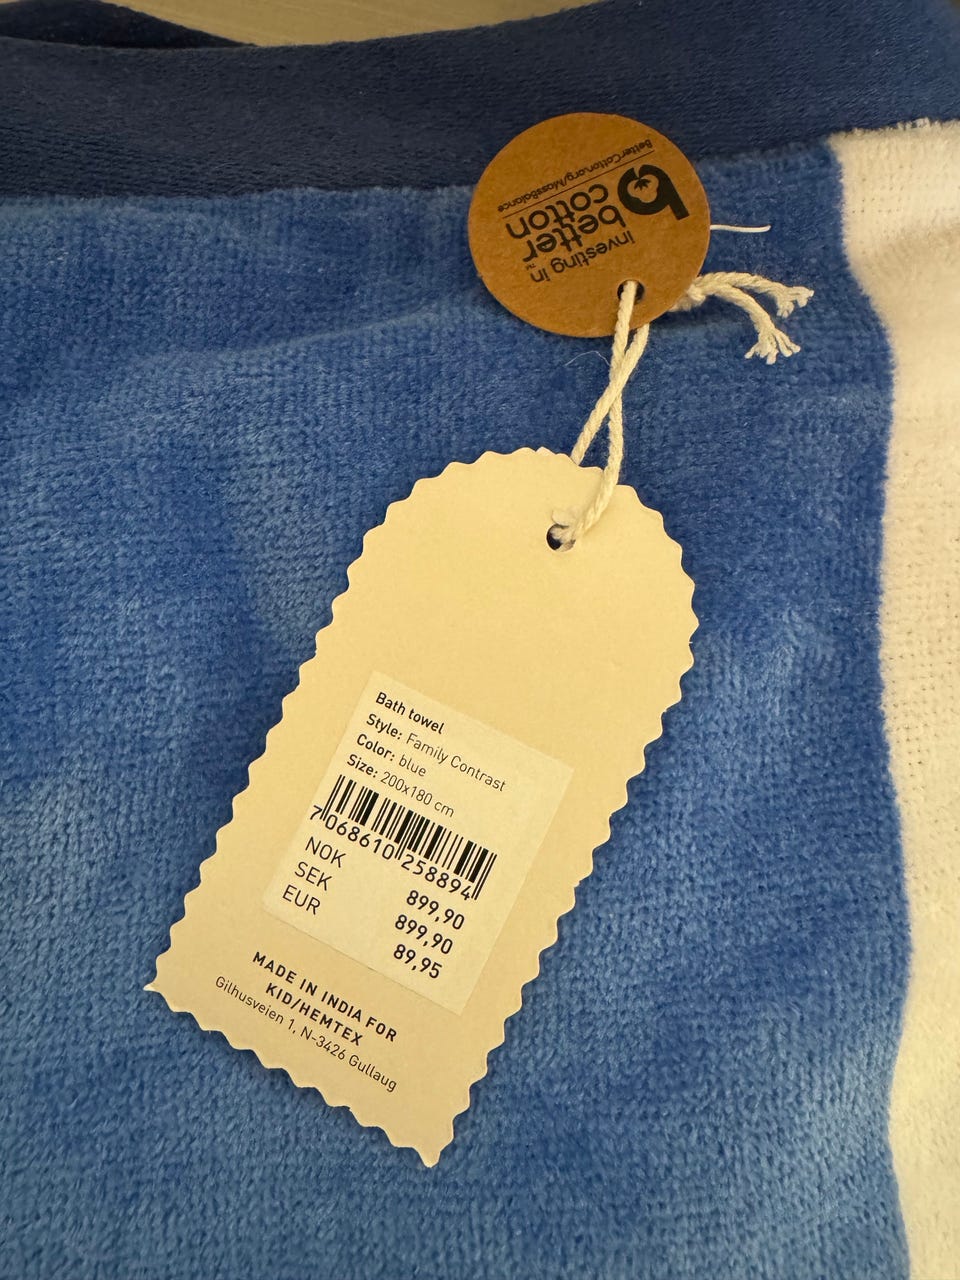 investing in
better™
cotton
BetterCotton.org/MassBalance
Bath towel
Style: Family Contrast
Color: blue
Size: 200x180 cm
7 068610 258894
NOK 899,90
SEK 899,90
EUR 89,95
MADE IN INDIA FOR
KID/HEMTEX
Gilhusveien 1, N-3426 Gullaug